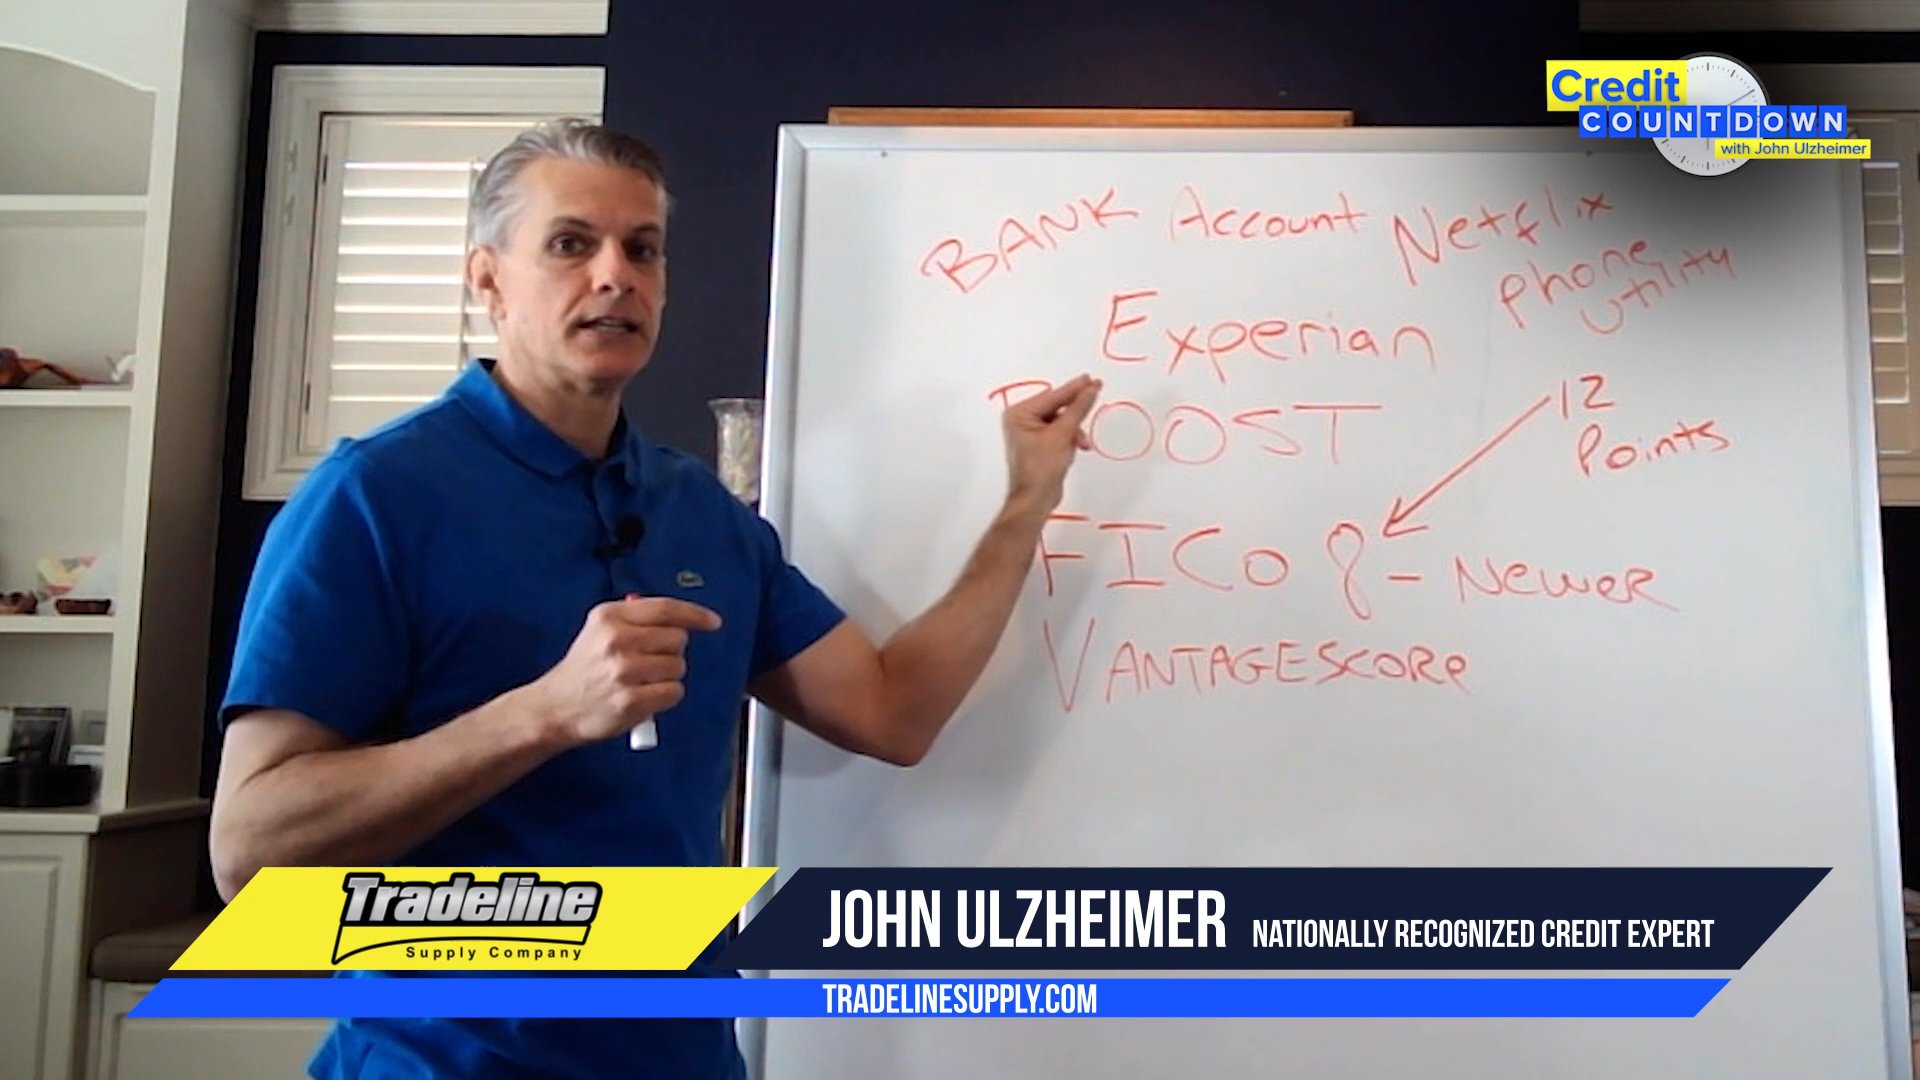 Credit
COUNTDOWN
with John Ulzheimer
BANK Account Netflix
Phone
Utility
Experian
BOOST
12
Points
FICO 8 - Newer
VANTAGESCORE
Tradeline
Supply Company
JOHN ULZHEIMER NATIONALLY RECOGNIZED CREDIT EXPERT
TRADELINESUPPLY.COM